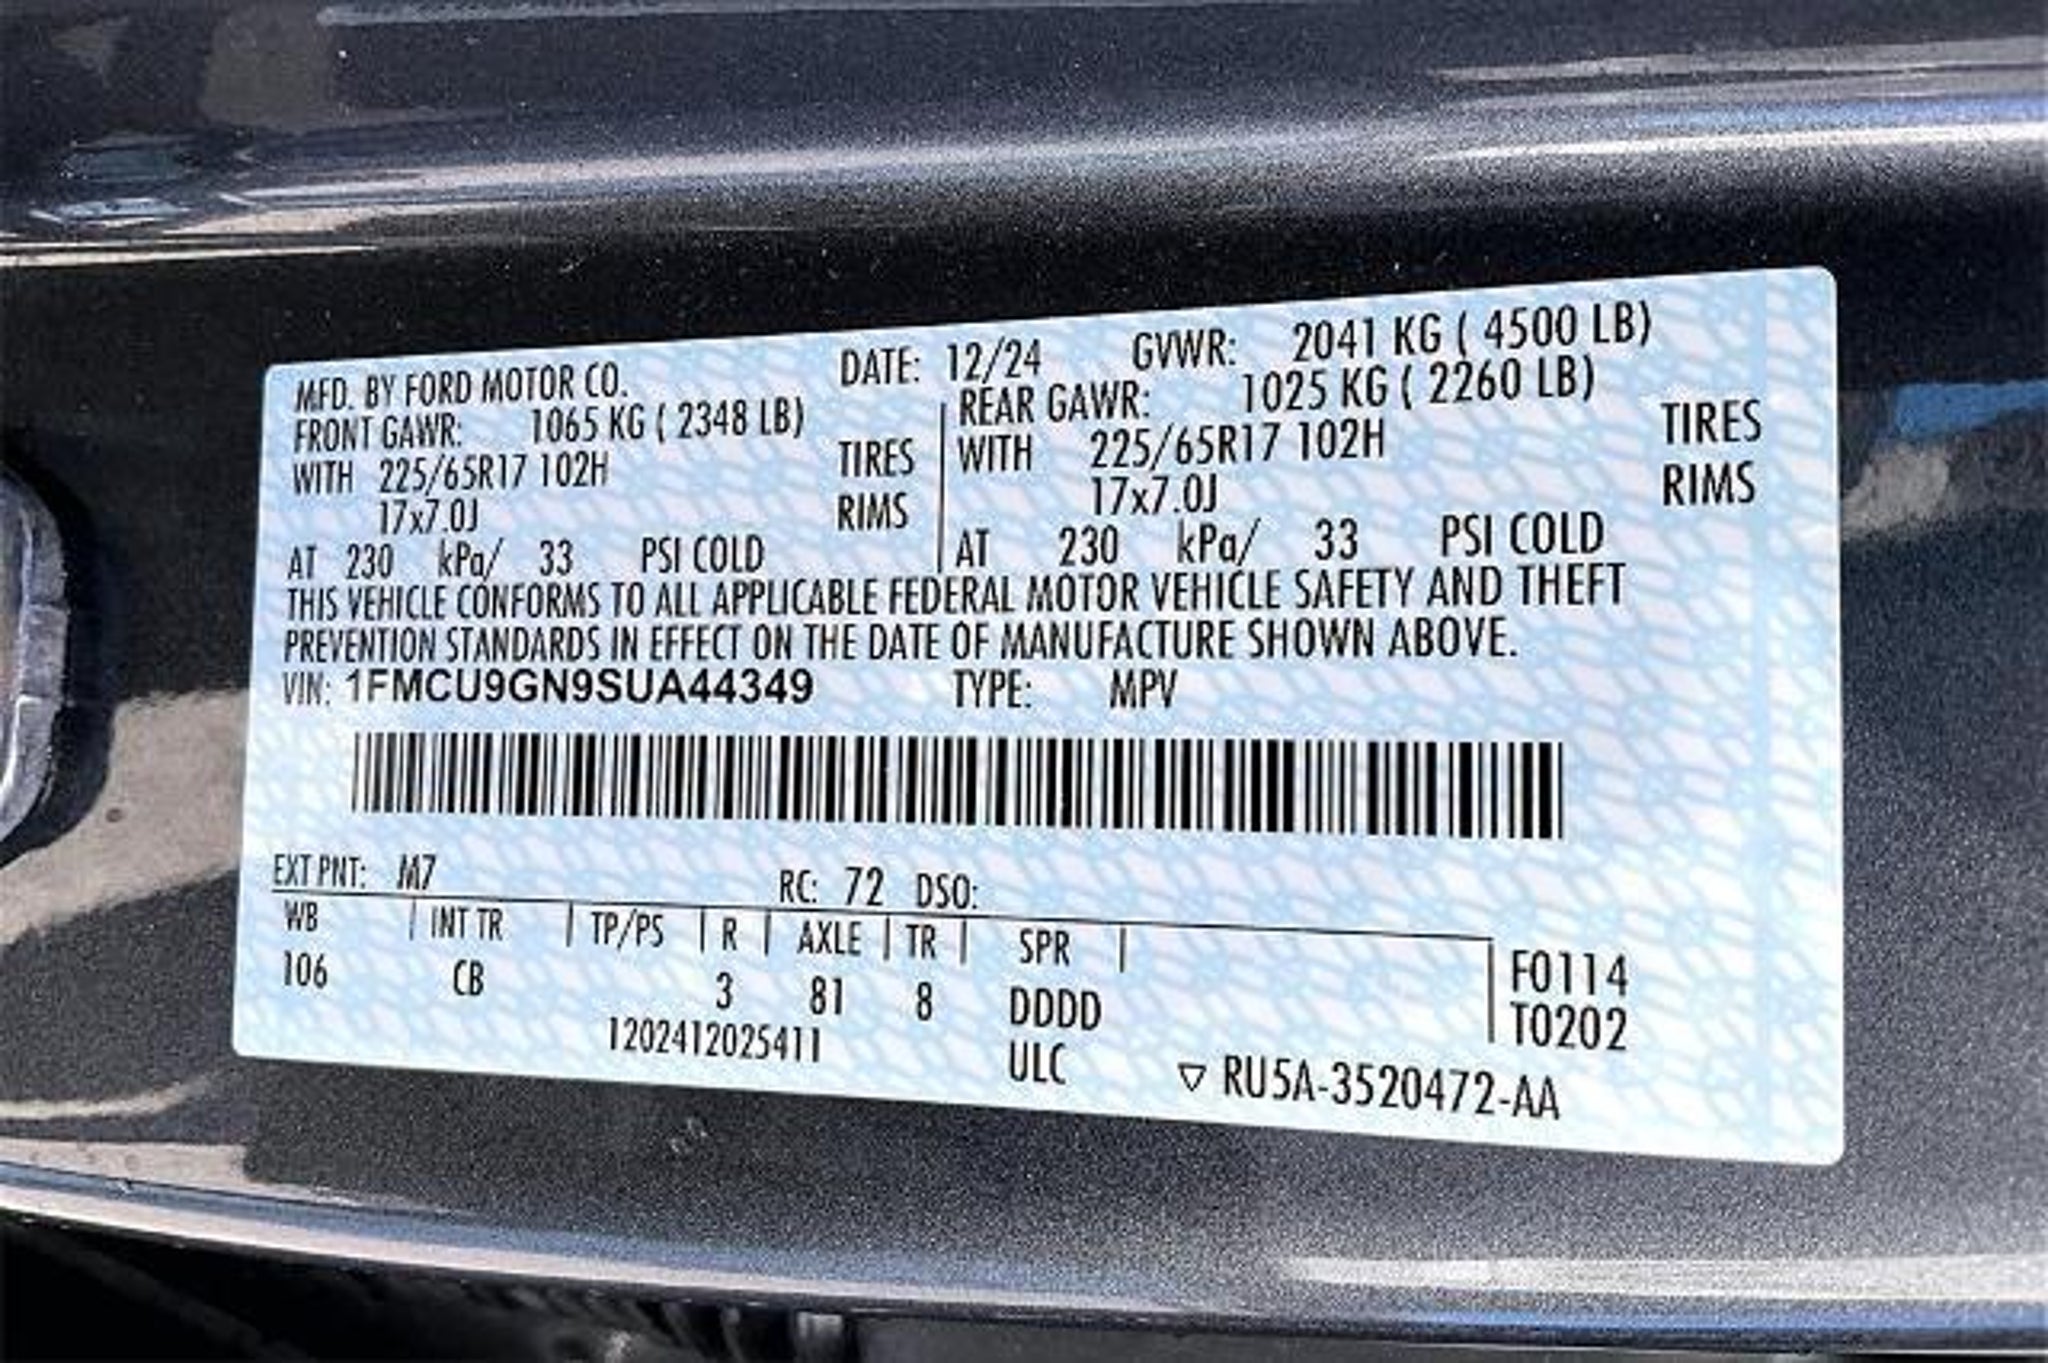 MFD. BY FORD MOTOR CO. DATE: 12/24 GVWR: 2041 KG ( 4500 LB)
FRONT GAWR: 1065 KG ( 2348 LB) REAR GAWR: 1025 KG ( 2260 LB)
WITH 225/65R17 102H TIRES WITH 225/65R17 102H TIRES
17x7.0J RIMS 17x7.0J RIMS
AT 230 kPa/ 33 PSI COLD AT 230 kPa/ 33 PSI COLD
THIS VEHICLE CONFORMS TO ALL APPLICABLE FEDERAL MOTOR VEHICLE SAFETY AND THEFT
PREVENTION STANDARDS IN EFFECT ON THE DATE OF MANUFACTURE SHOWN ABOVE.
VIN: 1FMCU9GN9SUA44349 TYPE: MPV
EXT PNT: M7 RC: 72 DSO:
WB INT TR TP/PS R AXLE TR SPR
106 CB 3 81 8 DDDD F0114
1202412025411 ULC T0202
▽ RU5A-3520472-AA